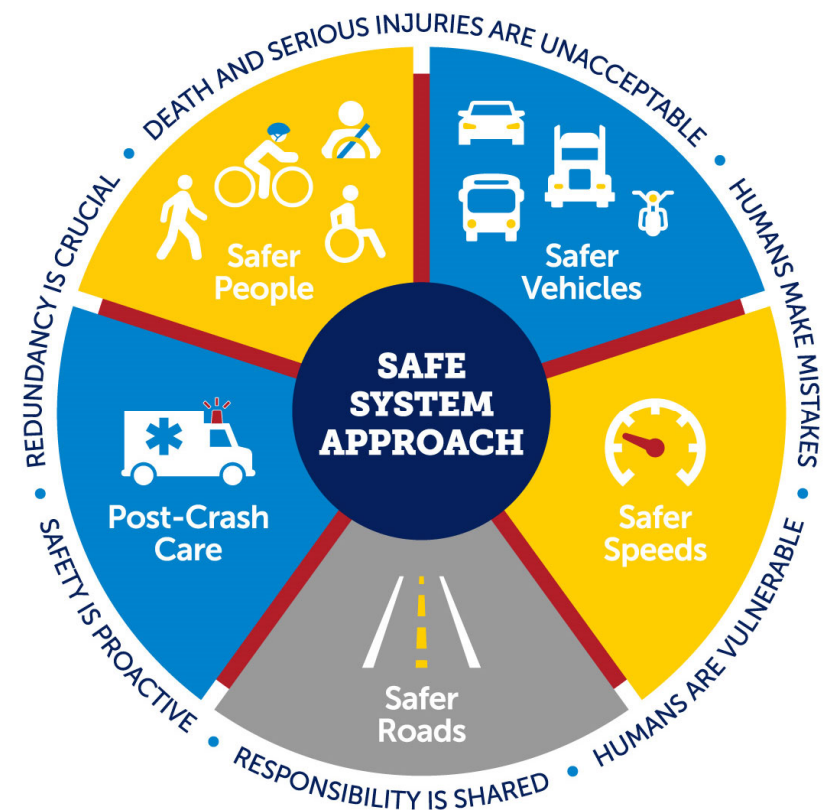 DEATH AND SERIOUS INJURIES ARE UNACCEPTABLE
HUMANS MAKE MISTAKES
HUMANS ARE VULNERABLE
RESPONSIBILITY IS SHARED
SAFETY IS PROACTIVE
REDUNDANCY IS CRUCIAL
Safer
People
Safer
Vehicles
SAFE
SYSTEM
APPROACH
Safer
Speeds
Post-Crash
Care
Safer
Roads